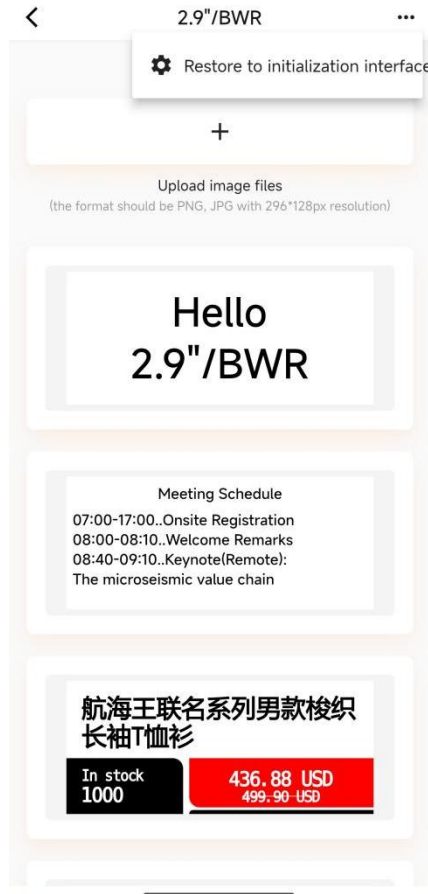 2.9"/BWR
Restore to initialization interface
Upload image files
(the format should be PNG, JPG with 296*128px resolution)
Hello
2.9"/BWR
Meeting Schedule
07:00-17:00..Onsite Registration
08:00-08:10..Welcome Remarks
08:40-09:10..Keynote(Remote):
The microseismic value chain
航海王联名系列男款梭织
长袖T恤衫
In stock
1000
436.88 USD
499.90 USD